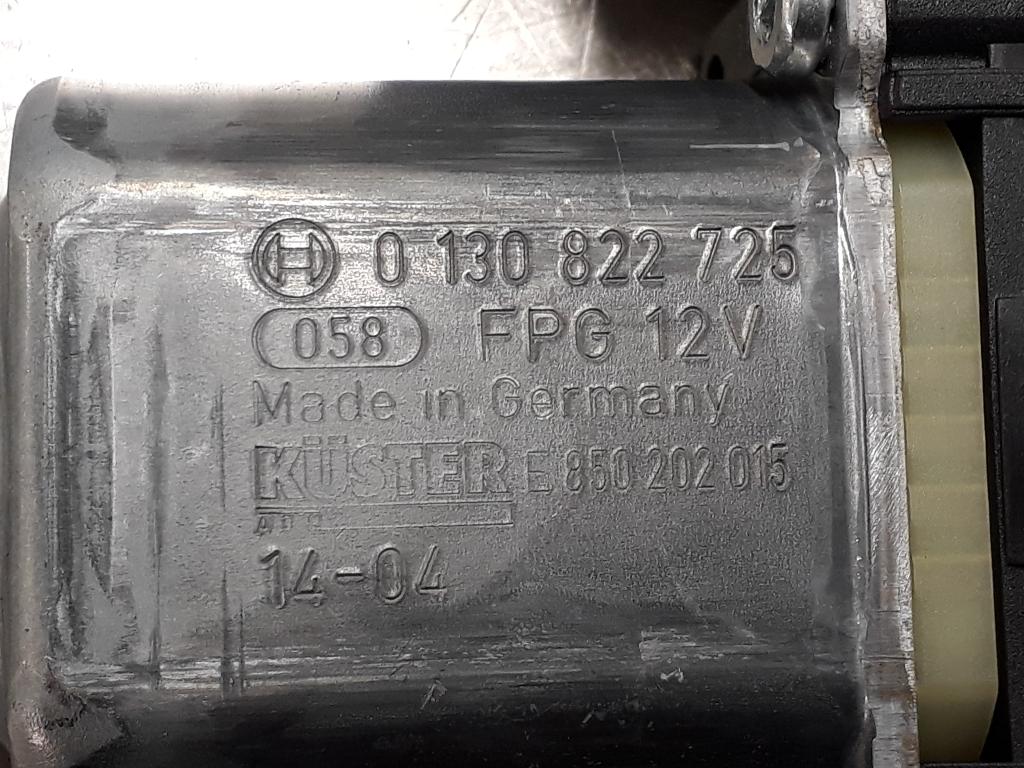 0 130 822 725
058 FPG 12V
Made in Germany
KÜSTER E 850 202 015
14-04